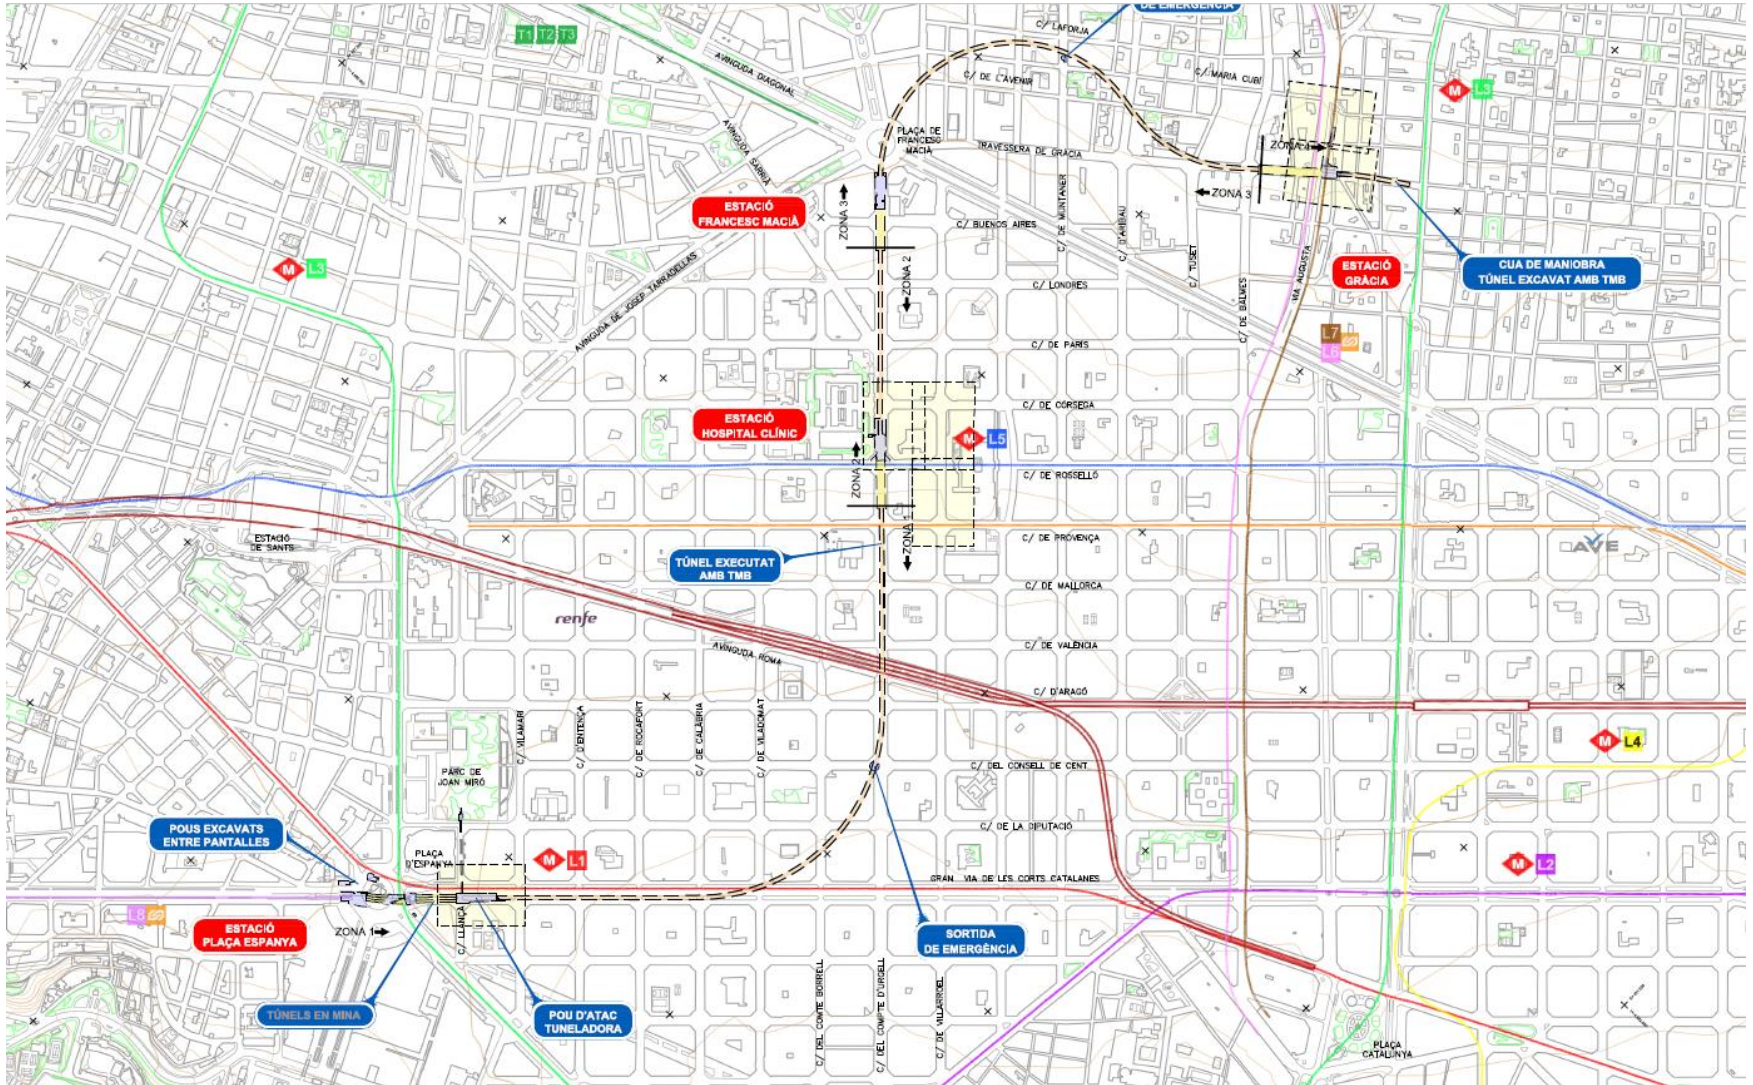 DE EMERGÈNCIA
C/ LAFORJA
T1 T2 T3
AVINGUDA DIAGONAL
C/ DE L'AVENIR
C/ MARIA CUBÍ
M L3
AVINGUDA SARRIÀ
PLAÇA DE
FRANCESC
MACIÀ
TRAVESSERA DE GRÀCIA
ZONA 4
ZONA 3
ZONA 3
ESTACIÓ
FRANCESC MACIÀ
C/ DE MUNTANER
C/ D'ARIBAU
C/ BUENOS AIRES
C/ TUSET
VIA AUGUSTA
C/ DE BALMES
ESTACIÓ
GRÀCIA
CUA DE MANIOBRA
TÚNEL EXCAVAT AMB TMB
M L3
AVINGUDA DE JOSEP TARRADELLAS
ZONA 2
C/ LONDRES
C/ DE PARÍS
L7
L6
ESTACIÓ
HOSPITAL CLÍNIC
C/ DE CÒRSEGA
M L5
ZONA 2
C/ DE ROSSELLÓ
ESTACIÓ
DE SANTS
ZONA 1
C/ DE PROVENÇA
AVE
TÚNEL EXECUTAT
AMB TMB
C/ DE MALLORCA
renfe
AVINGUDA ROMA
C/ DE VALÈNCIA
C/ D'ARAGÓ
C/ VILAMARI
C/ D'ENTENÇA
C/ DE ROCAFORT
C/ DE CALÀBRIA
C/ DE VILADOMAT
M L4
PARC DE
JOAN MIRÓ
C/ DEL CONSELL DE CENT
POUS EXCAVATS
ENTRE PANTALLES
C/ DE LA DIPUTACIÓ
PLAÇA
D'ESPANYA
M L1
M L2
GRAN VIA DE LES CORTS CATALANES
L8
ESTACIÓ
PLAÇA ESPANYA
ZONA 1
C/ LLANÇÀ
SORTIDA
DE EMERGÈNCIA
TÚNELS EN MINA
POU D'ATAC
TUNELADORA
C/ DEL COMTE BORRELL
C/ DEL COMPTE D'URGELL
C/ DE VILLARROEL
PLAÇA
CATALUNYA